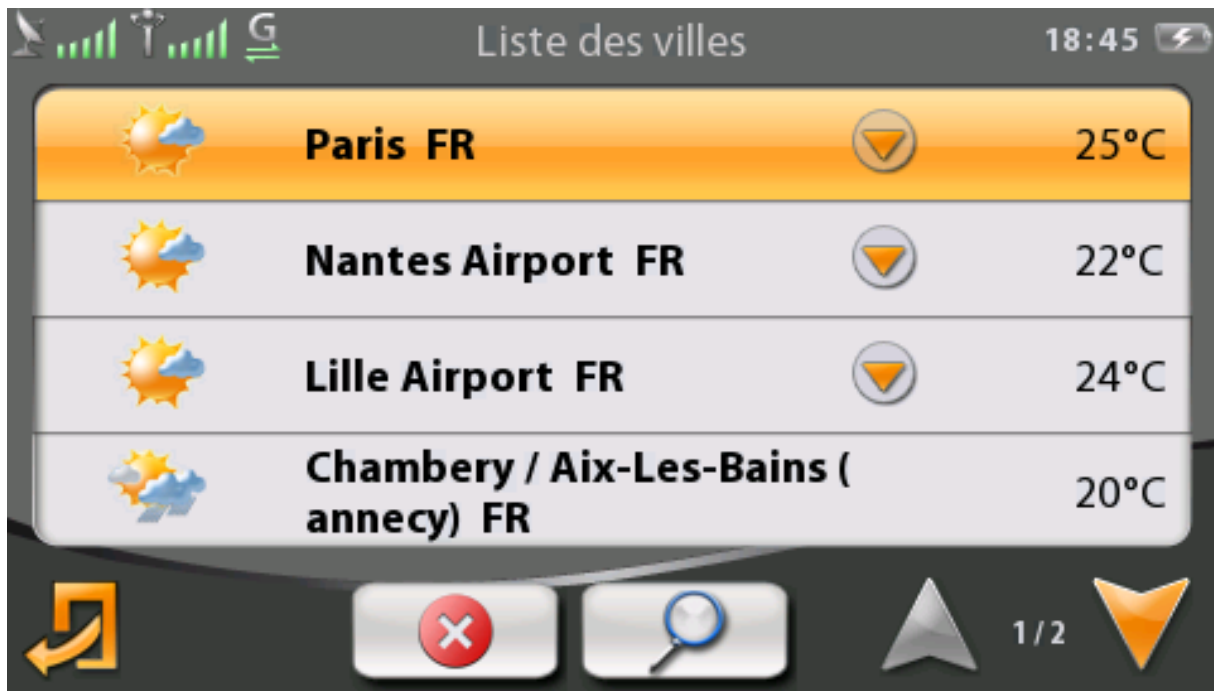 G
Liste des villes
18:45
Paris FR
25°C
Nantes Airport FR
22°C
Lille Airport FR
24°C
Chambery / Aix-Les-Bains (
annecy) FR
20°C
1/2